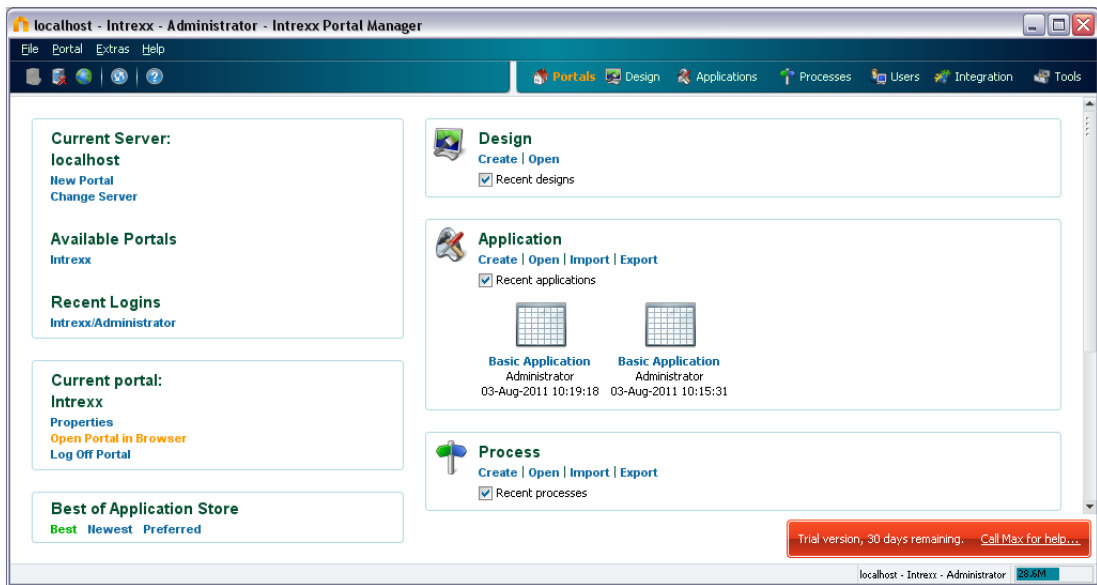 localhost - Intrexx - Administrator - Intrexx Portal Manager
File Portal Extras Help
Portals Design Applications Processes Users Integration Tools
Current Server:
localhost
New Portal
Change Server
Available Portals
Intrexx
Recent Logins
Intrexx/Administrator
Current portal:
Intrexx
Properties
Open Portal in Browser
Log Off Portal
Best of Application Store
Best Newest Preferred
Design
Create | Open
Recent designs
Application
Create | Open | Import | Export
Recent applications
Basic Application Basic Application
Administrator Administrator
03-Aug-2011 10:19:18 03-Aug-2011 10:15:31
Process
Create | Open | Import | Export
Recent processes
Trial version, 30 days remaining. Call Max for help...
localhost - Intrexx - Administrator 28.6M